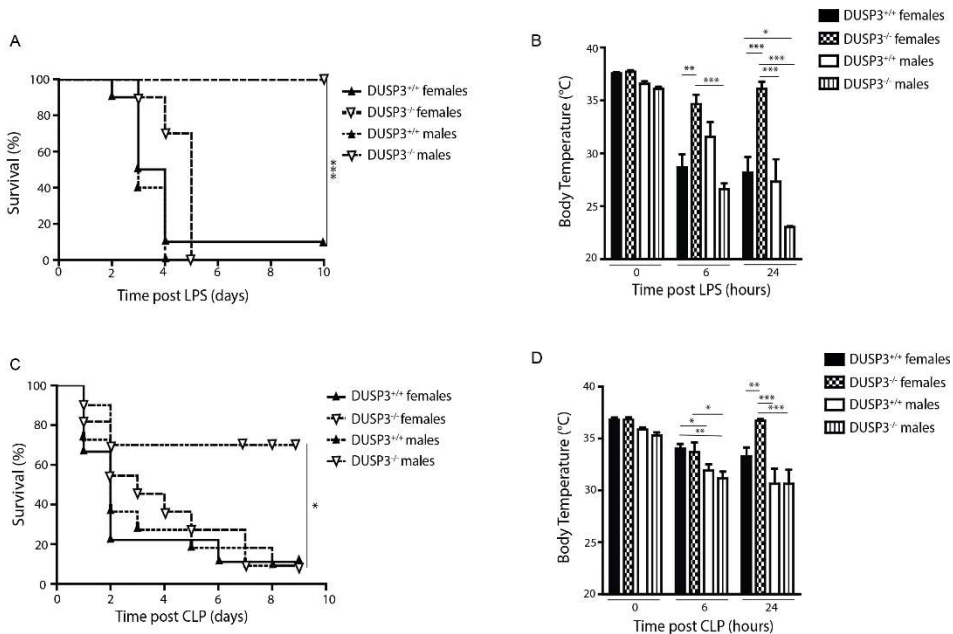 A
100
80
60
40
20
0
Survival (%)
0 2 4 6 8 10
Time post LPS (days)
DUSP3+/+ females
DUSP3-/- females
DUSP3+/+ males
DUSP3-/- males
***
B
40
35
30
25
20
Body Temperature (°C)
** *** *** * *** ***
0 6 24
Time post LPS (hours)
DUSP3+/+ females
DUSP3-/- females
DUSP3+/+ males
DUSP3-/- males
C
100
80
60
40
20
0
Survival (%)
0 2 4 6 8 10
Time post CLP (days)
DUSP3+/+ females
DUSP3-/- females
DUSP3+/+ males
DUSP3-/- males
*
D
40
35
30
25
20
Body Temperature (°C)
* ** * ** *** ***
0 6 24
Time post CLP (hours)
DUSP3+/+ females
DUSP3-/- females
DUSP3+/+ males
DUSP3-/- males